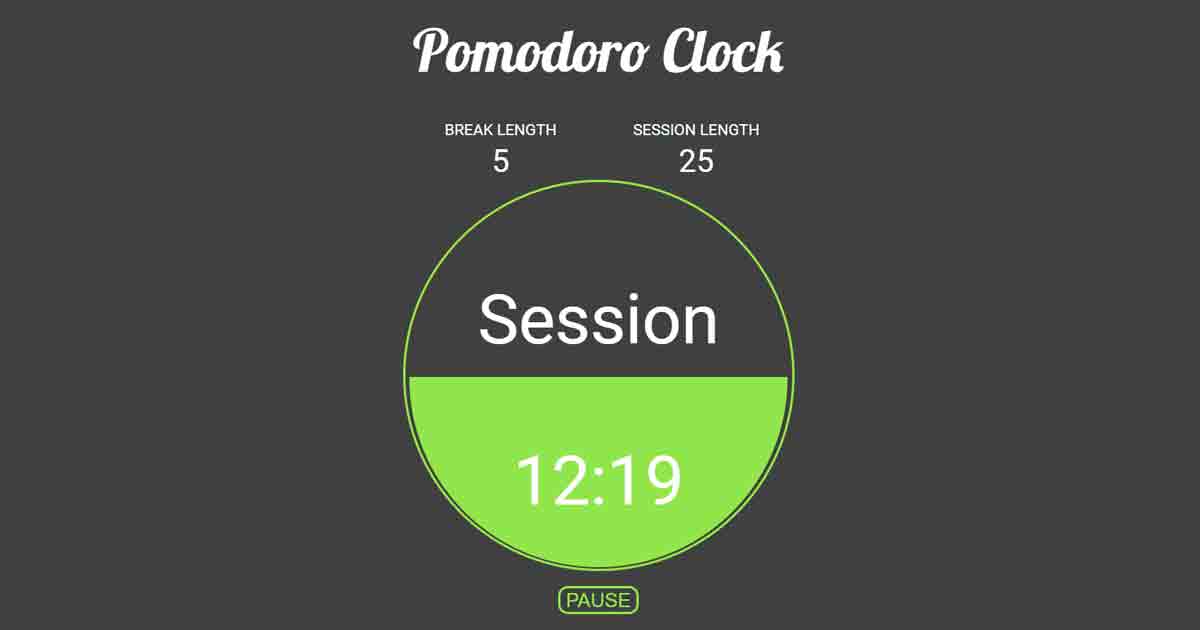 Pomodoro Clock
BREAK LENGTH SESSION LENGTH
5 25
Session
12:19
PAUSE